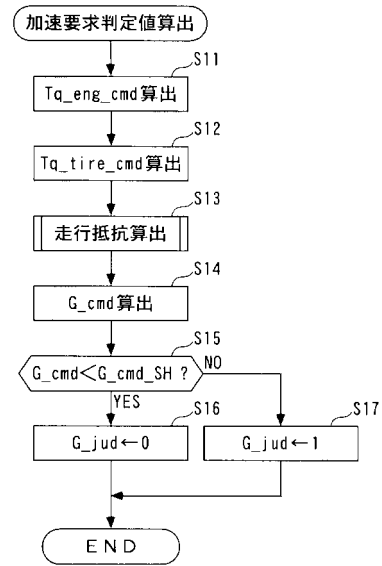 加速要求判定値算出
S11
Tq_eng_cmd算出
S12
Tq_tire_cmd算出
S13
走行抵抗算出
S14
G_cmd算出
S15
G_cmd<G_cmd_SH ?
NO
YES
S16
G_jud←0
S17
G_jud←1
END